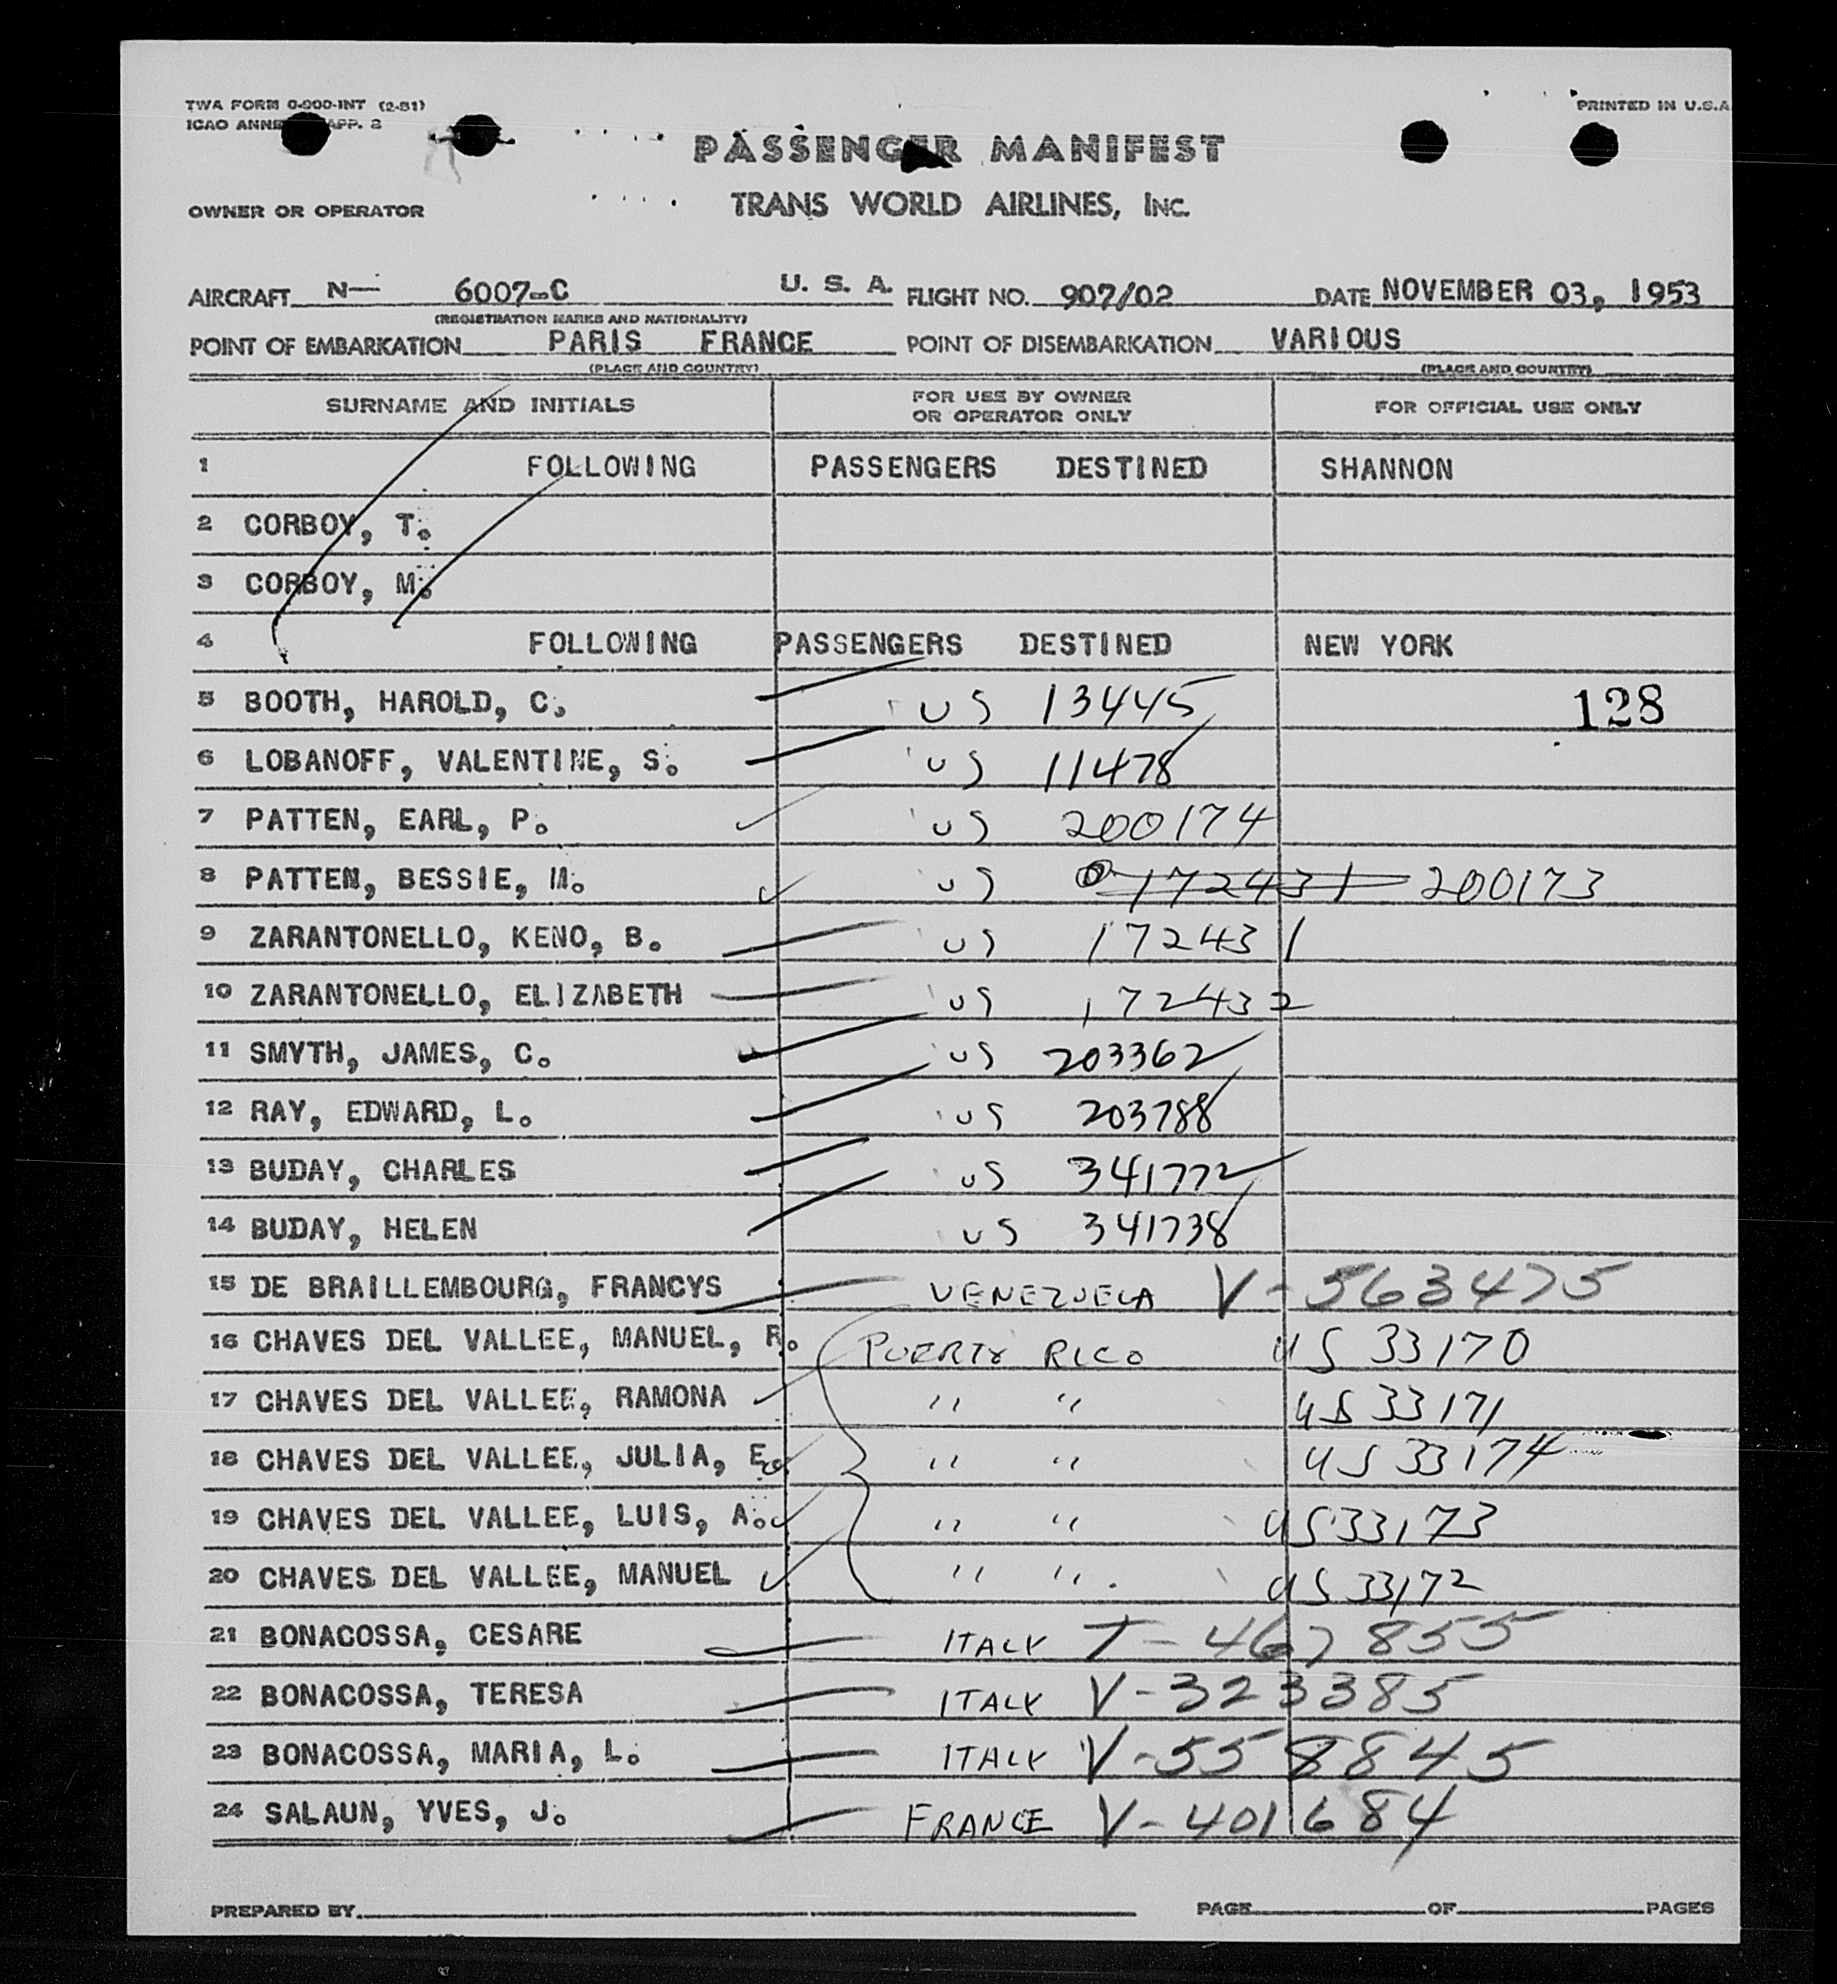 TWA FORM 0-900-INT (2-51)
PRINTED IN U.S.A
ICAO APP. 2
PASSENGER MANIFEST
OWNER OR OPERATOR
TRANS WORLD AIRLINES, INC.
AIRCRAFT N— 6007-C U. S. A. FLIGHT NO. 907/02 DATE NOVEMBER 03, 1953
(REGISTRATION MARKS AND NATIONALITY)
POINT OF EMBARKATION PARIS FRANCE POINT OF DISEMBARKATION VARIOUS
(PLACE AND COUNTRY) (PLACE AND COUNTRY)
SURNAME AND INITIALS FOR USE BY OWNER OR OPERATOR ONLY FOR OFFICIAL USE ONLY
1 FOLLOWING PASSENGERS DESTINED SHANNON
2 CORBOY, T.
3 CORBOY, M.
4 FOLLOWING PASSENGERS DESTINED NEW YORK
5 BOOTH, HAROLD, C. US 13445 128
6 LOBANOFF, VALENTINE, S. US 11478
7 PATTEN, EARL, P. US 200174
8 PATTEN, BESSIE, M. US 172431 200173
9 ZARANTONELLO, KENO, B. US 172431
10 ZARANTONELLO, ELIZABETH US 172432
11 SMYTH, JAMES, C. US 203362
12 RAY, EDWARD, L. US 203788
13 BUDAY, CHARLES US 341772
14 BUDAY, HELEN US 341738
15 DE BRAILLEMBOURG, FRANCYS VENEZUELA V-563475
16 CHAVES DEL VALLEE, MANUEL, R. PUERTO RICO US 33170
17 CHAVES DEL VALLEE, RAMONA " " US 33171
18 CHAVES DEL VALLEE, JULIA, E. " " US 33174
19 CHAVES DEL VALLEE, LUIS, A. " " US 33173
20 CHAVES DEL VALLEE, MANUEL " " US 33172
21 BONACOSSA, CESARE ITALY T-467855
22 BONACOSSA, TERESA ITALY V-323385
23 BONACOSSA, MARIA, L. ITALY V-558845
24 SALAUN, YVES, J. FRANCE V-401684
PREPARED BY PAGE OF PAGES